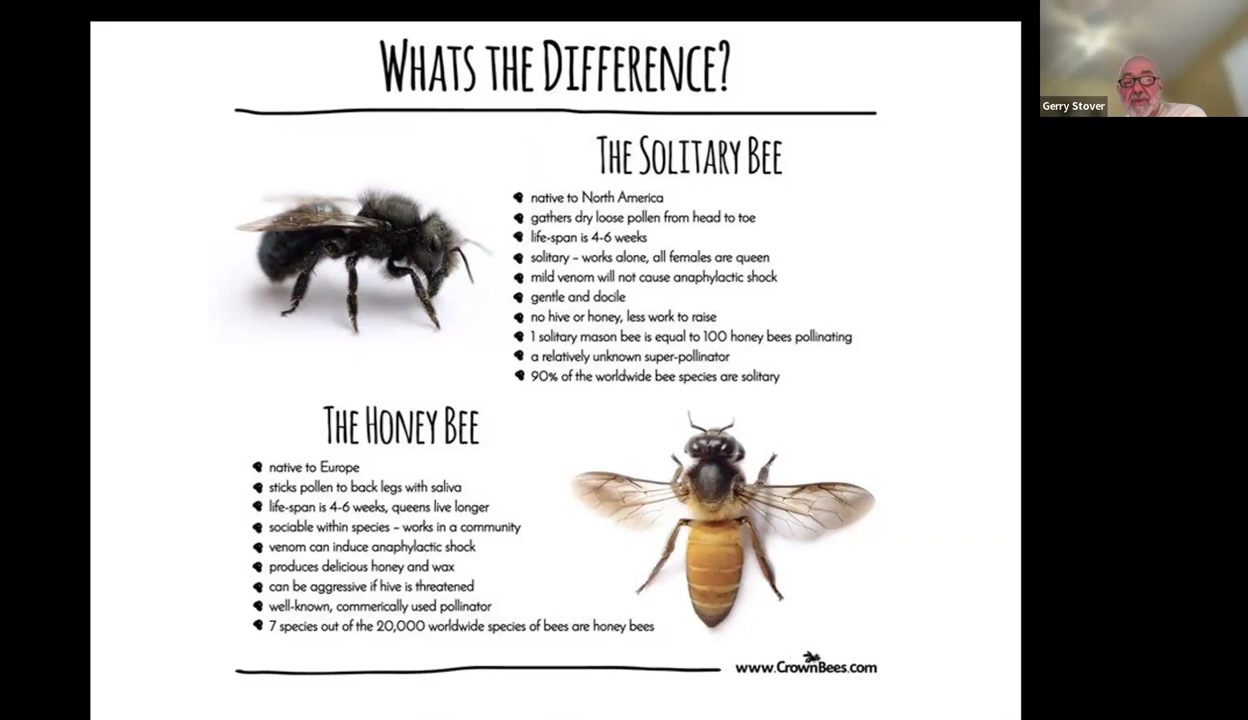 WHATS THE DIFFERENCE?
Gerry Stover
THE SOLITARY BEE
native to North America
gathers dry loose pollen from head to toe
life-span is 4-6 weeks
solitary – works alone, all females are queen
mild venom will not cause anaphylactic shock
gentle and docile
no hive or honey, less work to raise
1 solitary mason bee is equal to 100 honey bees pollinating
a relatively unknown super-pollinator
90% of the worldwide bee species are solitary
THE HONEY BEE
native to Europe
sticks pollen to back legs with saliva
life-span is 4-6 weeks, queens live longer
sociable within species – works in a community
venom can induce anaphylactic shock
produces delicious honey and wax
can be aggressive if hive is threatened
well-known, commerically used pollinator
7 species out of the 20,000 worldwide species of bees are honey bees
www.CrownBees.com